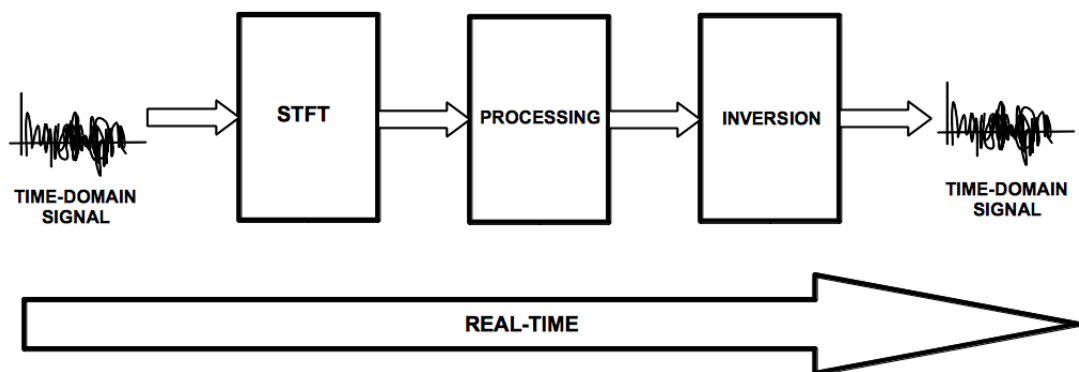 TIME-DOMAIN
SIGNAL
STFT
PROCESSING
INVERSION
TIME-DOMAIN
SIGNAL
REAL-TIME